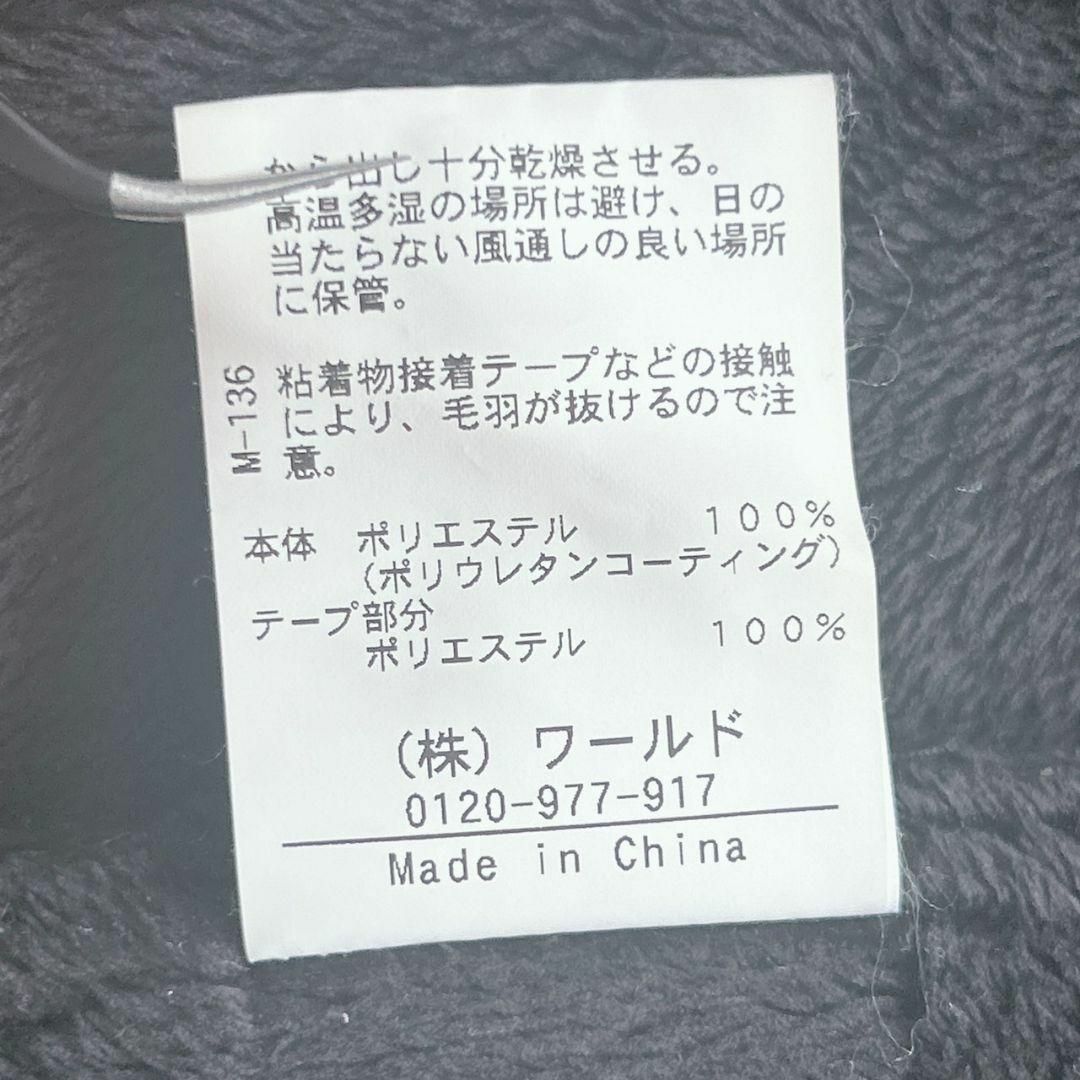 から出し十分乾燥させる。
高温多湿の場所は避け、日の
当たらない風通しの良い場所
に保管。
M-136
粘着物接着テープなどの接触
により、毛羽が抜けるので注
意。
本体 ポリエステル 100%
(ポリウレタンコーティング)
テープ部分
ポリエステル 100%
(株) ワールド
0120-977-917
Made in China